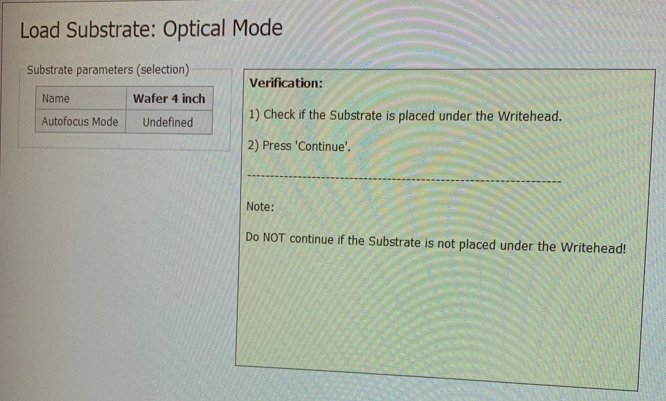 Load Substrate: Optical Mode
Substrate parameters (selection)
Name Wafer 4 inch
Autofocus Mode Undefined
Verification:
1) Check if the Substrate is placed under the Writehead.
2) Press 'Continue'.
--------------------------------------------------------------------
Note:
Do NOT continue if the Substrate is not placed under the Writehead!